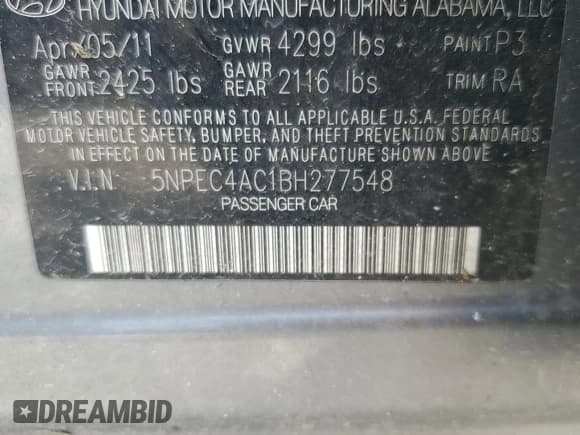 HYUNDAI MOTOR MANUFACTURING ALABAMA, LLC
Apr/05/11 GVWR 4299 lbs PAINT P3
GAWR FRONT 2425 lbs GAWR REAR 2116 lbs TRIM RA
THIS VEHICLE CONFORMS TO ALL APPLICABLE U.S.A. FEDERAL
MOTOR VEHICLE SAFETY, BUMPER, AND THEFT PREVENTION STANDARDS
IN EFFECT ON THE DATE OF MANUFACTURE SHOWN ABOVE.
V.I.N 5NPEC4AC1BH277548
PASSENGER CAR
DREAMBID